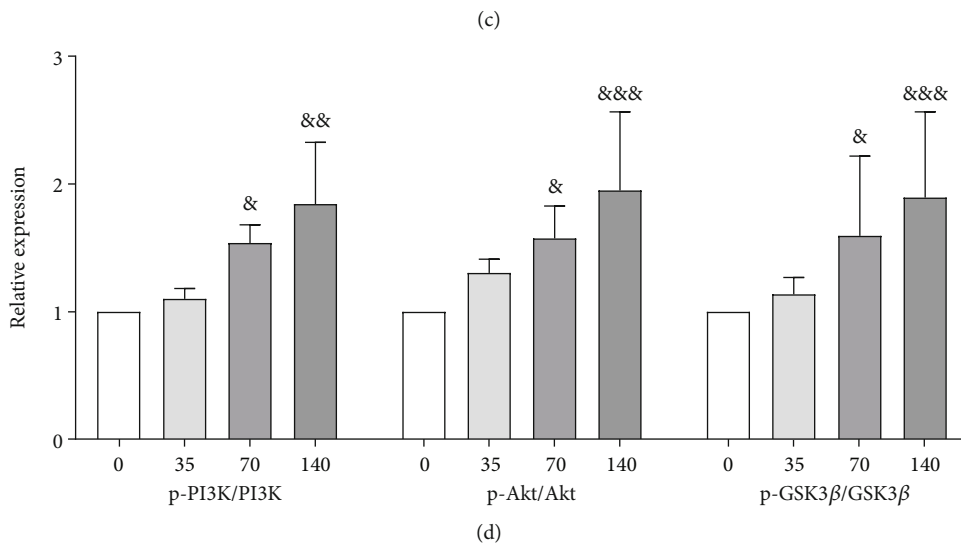 (c)
3
2
1
0
Relative expression
&&
&
&&&
&
&&&
&
0 35 70 140 0 35 70 140 0 35 70 140
p-PI3K/PI3K p-Akt/Akt p-GSK3β/GSK3β
(d)